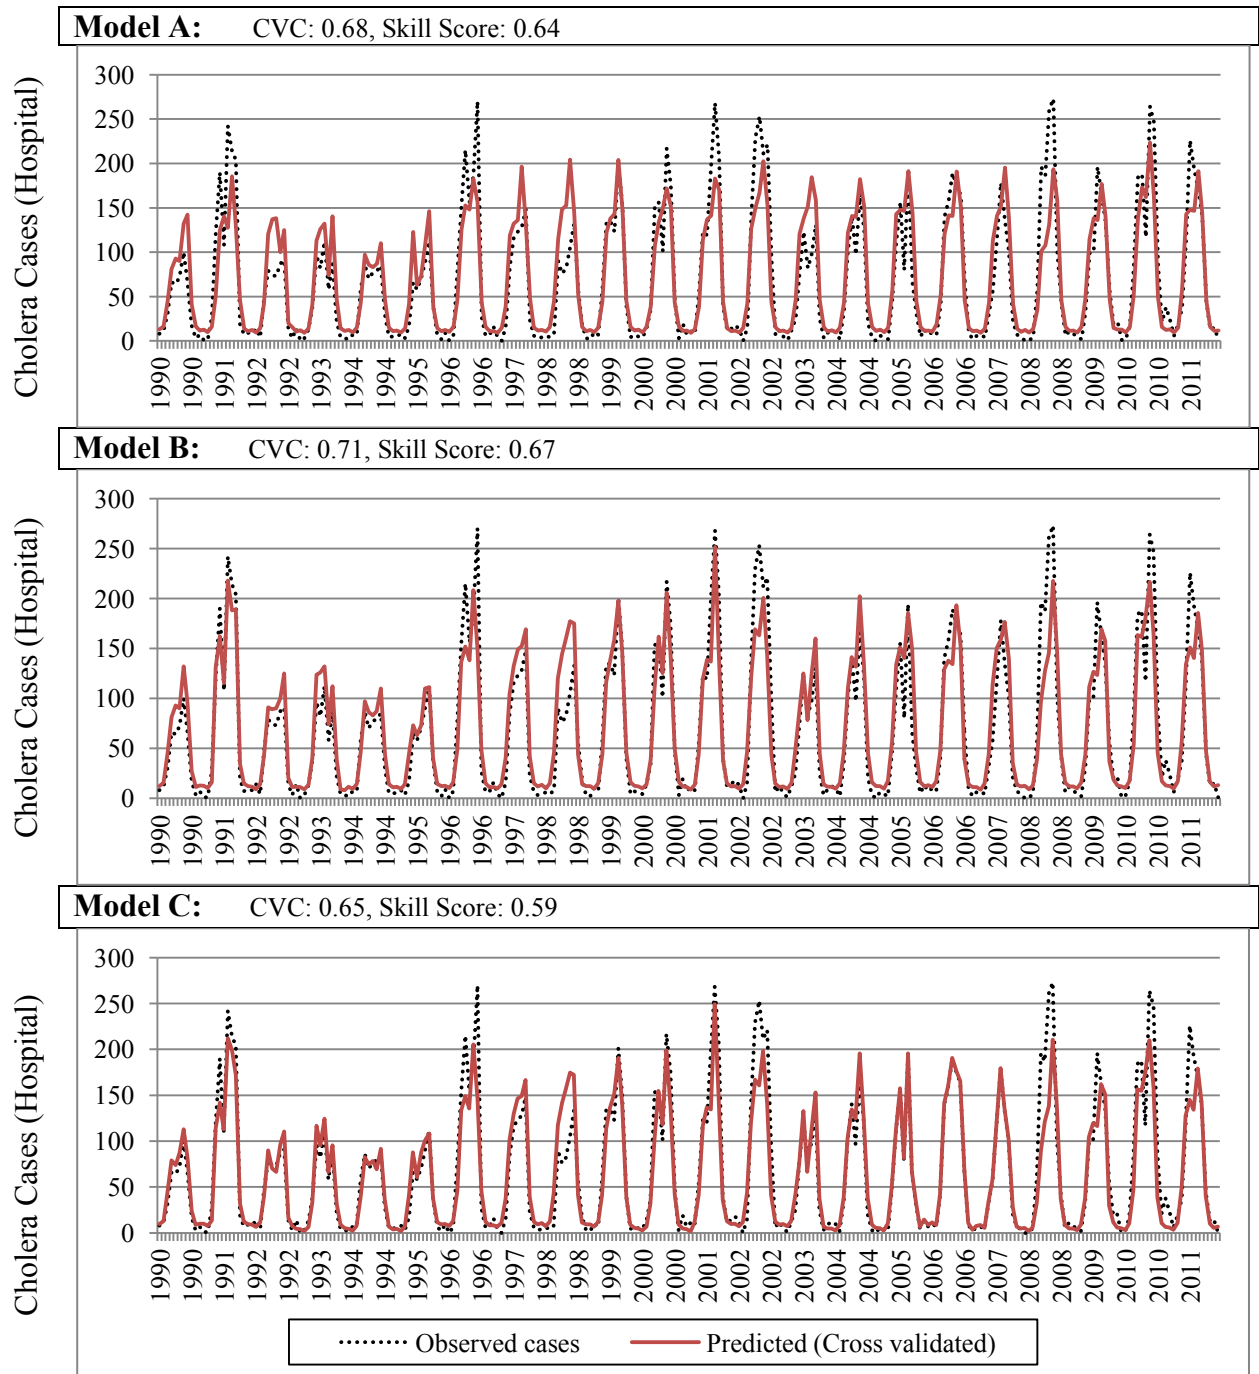 Model A: CVC: 0.68, Skill Score: 0.64
Cholera Cases (Hospital)
300
250
200
150
100
50
0
1990 1990 1991 1992 1992 1993 1994 1994 1995 1996 1996 1997 1998 1998 1999 2000 2000 2001 2002 2002 2003 2004 2004 2005 2006 2006 2007 2008 2008 2009 2010 2010 2011
Model B: CVC: 0.71, Skill Score: 0.67
Cholera Cases (Hospital)
300
250
200
150
100
50
0
1990 1990 1991 1992 1992 1993 1994 1994 1995 1996 1996 1997 1998 1998 1999 2000 2000 2001 2002 2002 2003 2004 2004 2005 2006 2006 2007 2008 2008 2009 2010 2010 2011
Model C: CVC: 0.65, Skill Score: 0.59
Cholera Cases (Hospital)
300
250
200
150
100
50
0
1990 1990 1991 1992 1992 1993 1994 1994 1995 1996 1996 1997 1998 1998 1999 2000 2000 2001 2002 2002 2003 2004 2004 2005 2006 2006 2007 2008 2008 2009 2010 2010 2011
Observed cases Predicted (Cross validated)